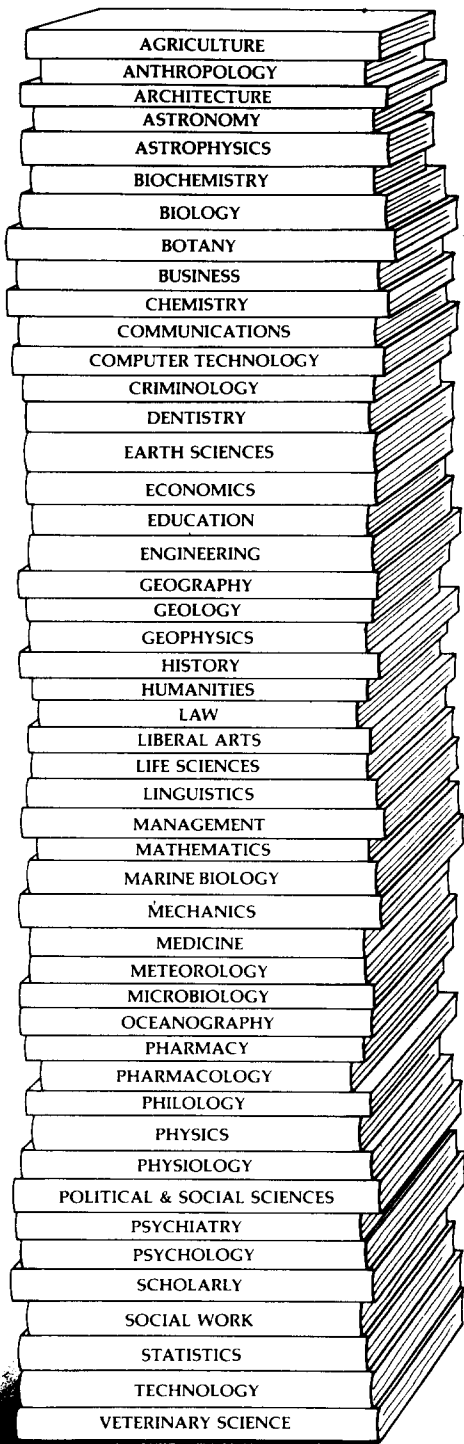 AGRICULTURE
ANTHROPOLOGY
ARCHITECTURE
ASTRONOMY
ASTROPHYSICS
BIOCHEMISTRY
BIOLOGY
BOTANY
BUSINESS
CHEMISTRY
COMMUNICATIONS
COMPUTER TECHNOLOGY
CRIMINOLOGY
DENTISTRY
EARTH SCIENCES
ECONOMICS
EDUCATION
ENGINEERING
GEOGRAPHY
GEOLOGY
GEOPHYSICS
HISTORY
HUMANITIES
LAW
LIBERAL ARTS
LIFE SCIENCES
LINGUISTICS
MANAGEMENT
MATHEMATICS
MARINE BIOLOGY
MECHANICS
MEDICINE
METEOROLOGY
MICROBIOLOGY
OCEANOGRAPHY
PHARMACY
PHARMACOLOGY
PHILOLOGY
PHYSICS
PHYSIOLOGY
POLITICAL & SOCIAL SCIENCES
PSYCHIATRY
PSYCHOLOGY
SCHOLARLY
SOCIAL WORK
STATISTICS
TECHNOLOGY
VETERINARY SCIENCE